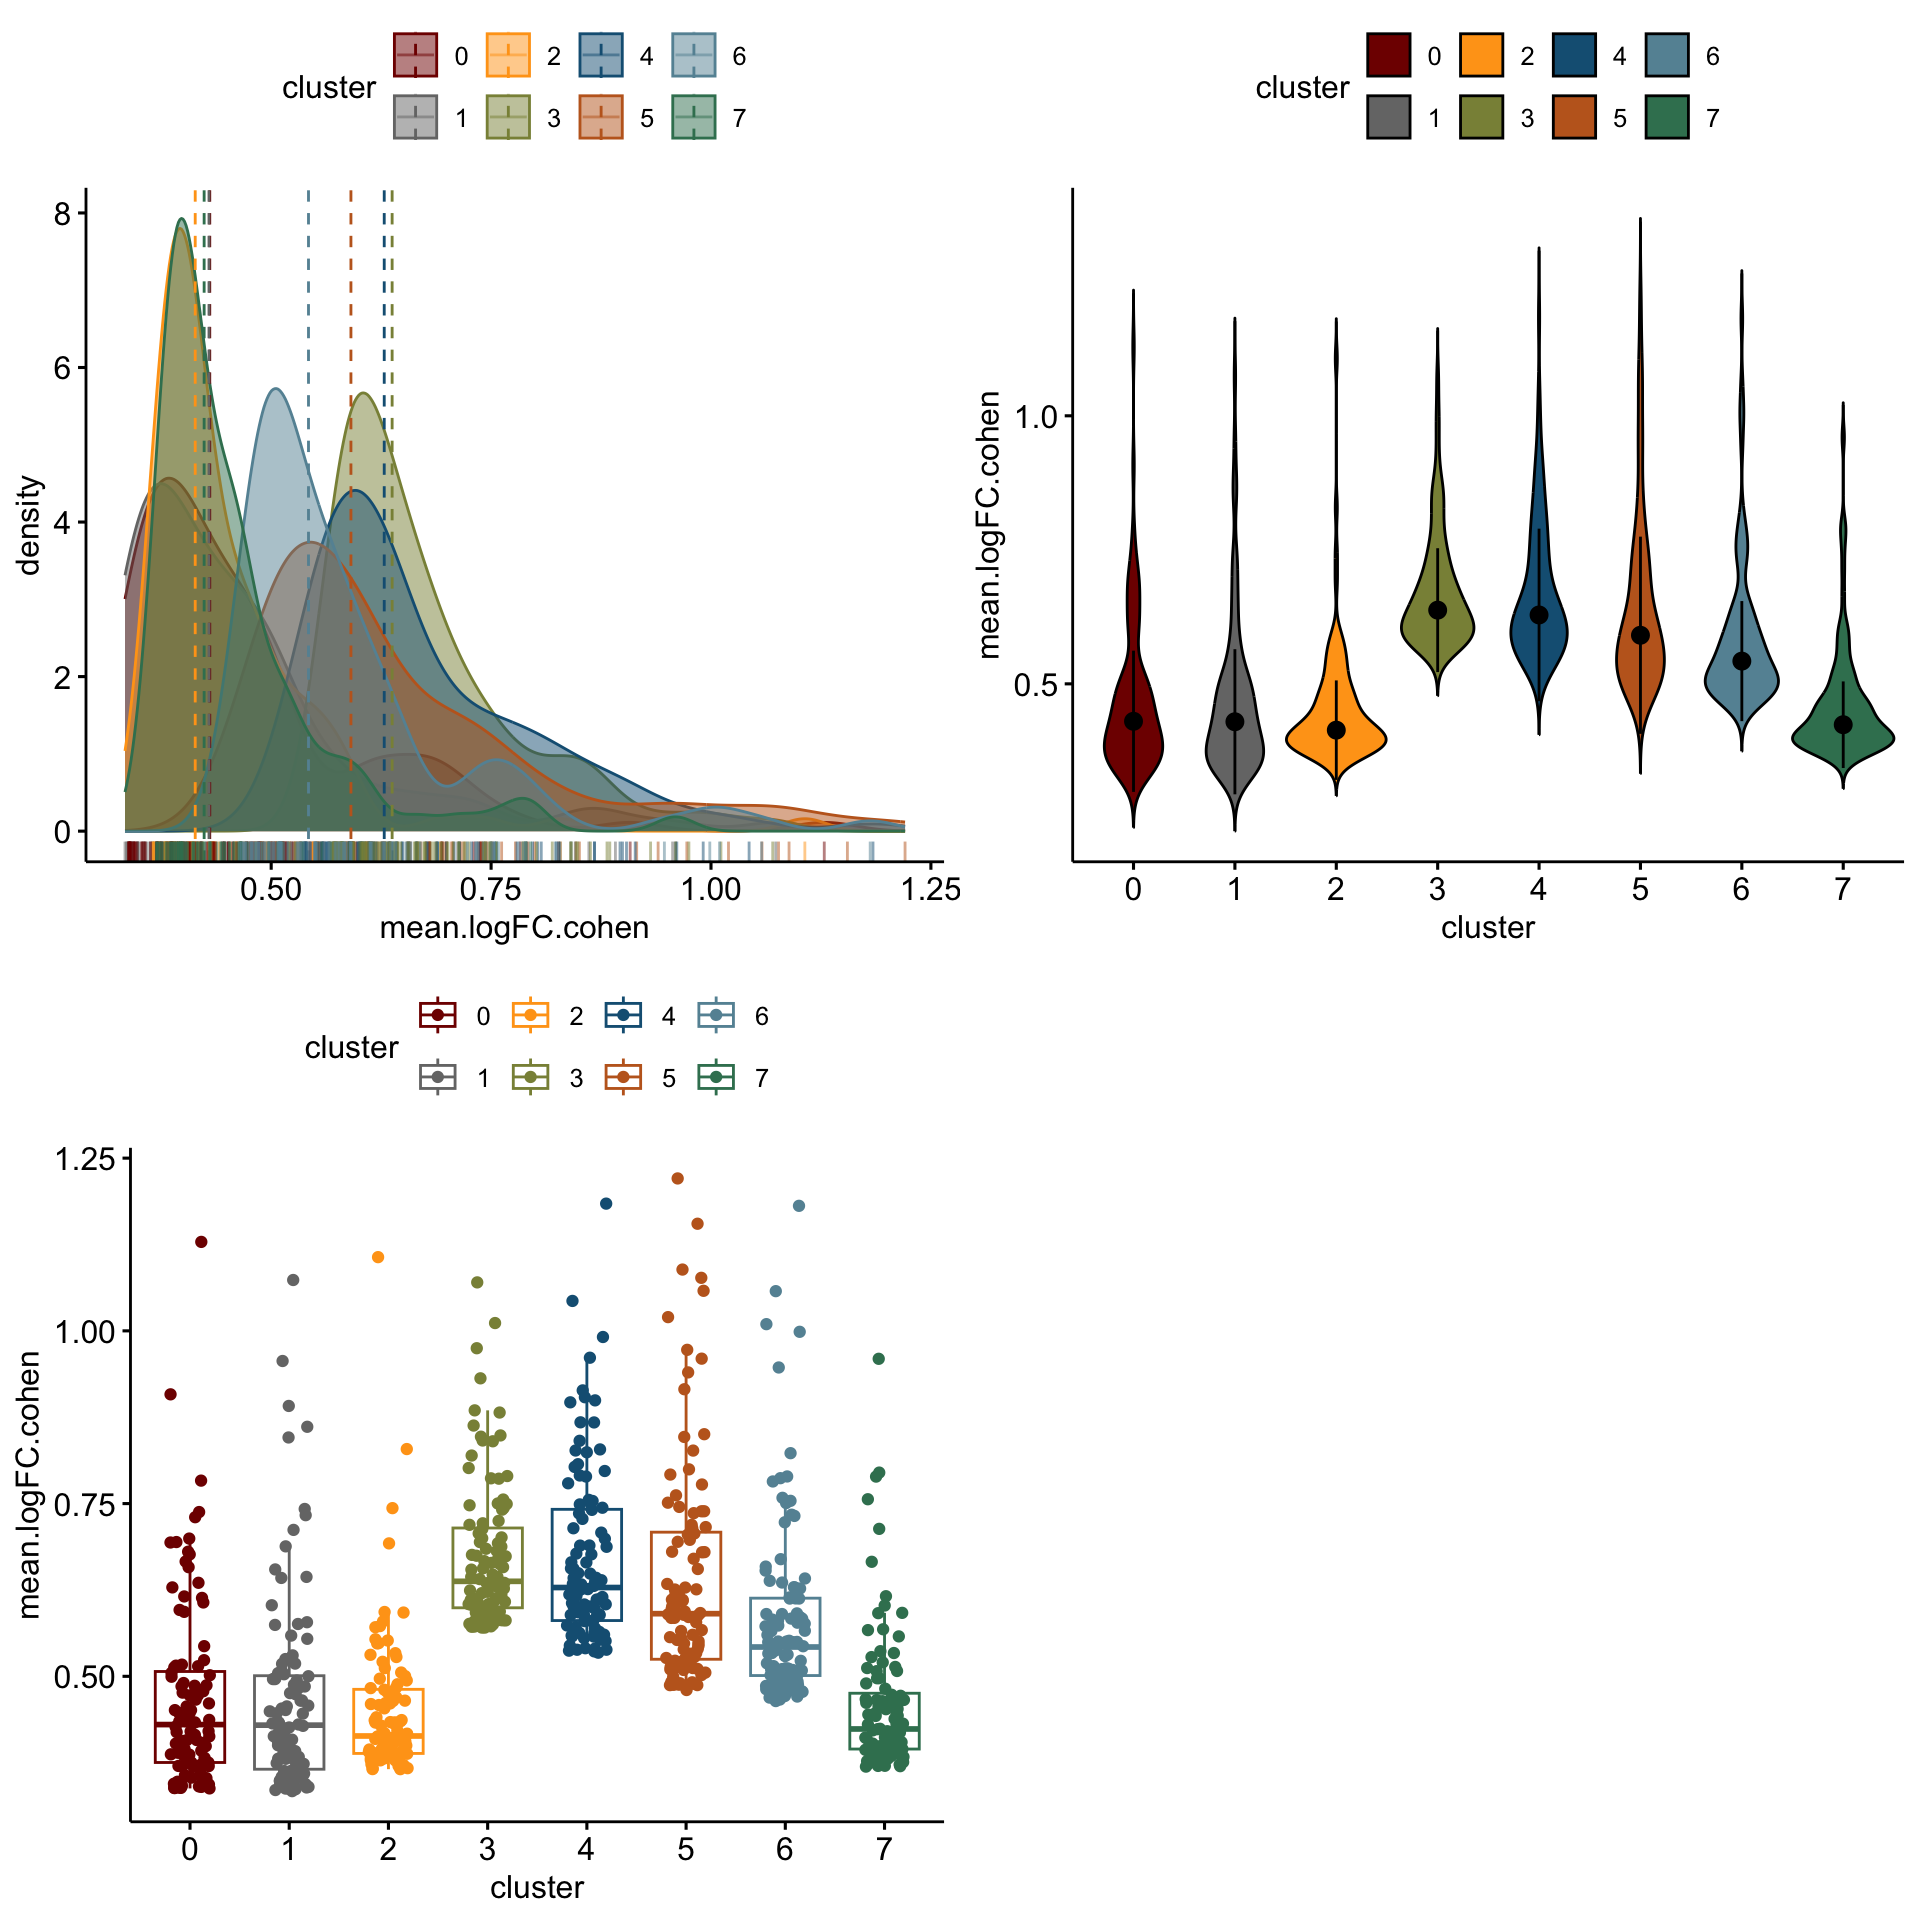 cluster 0 2 4 6
1 3 5 7
8
6
4
2
0
density
0.50 0.75 1.00 1.25
mean.logFC.cohen
cluster 0 2 4 6
1 3 5 7
1.0
0.5
mean.logFC.cohen
0 1 2 3 4 5 6 7
cluster
cluster 0 2 4 6
1 3 5 7
1.25
1.00
0.75
0.50
mean.logFC.cohen
0 1 2 3 4 5 6 7
cluster